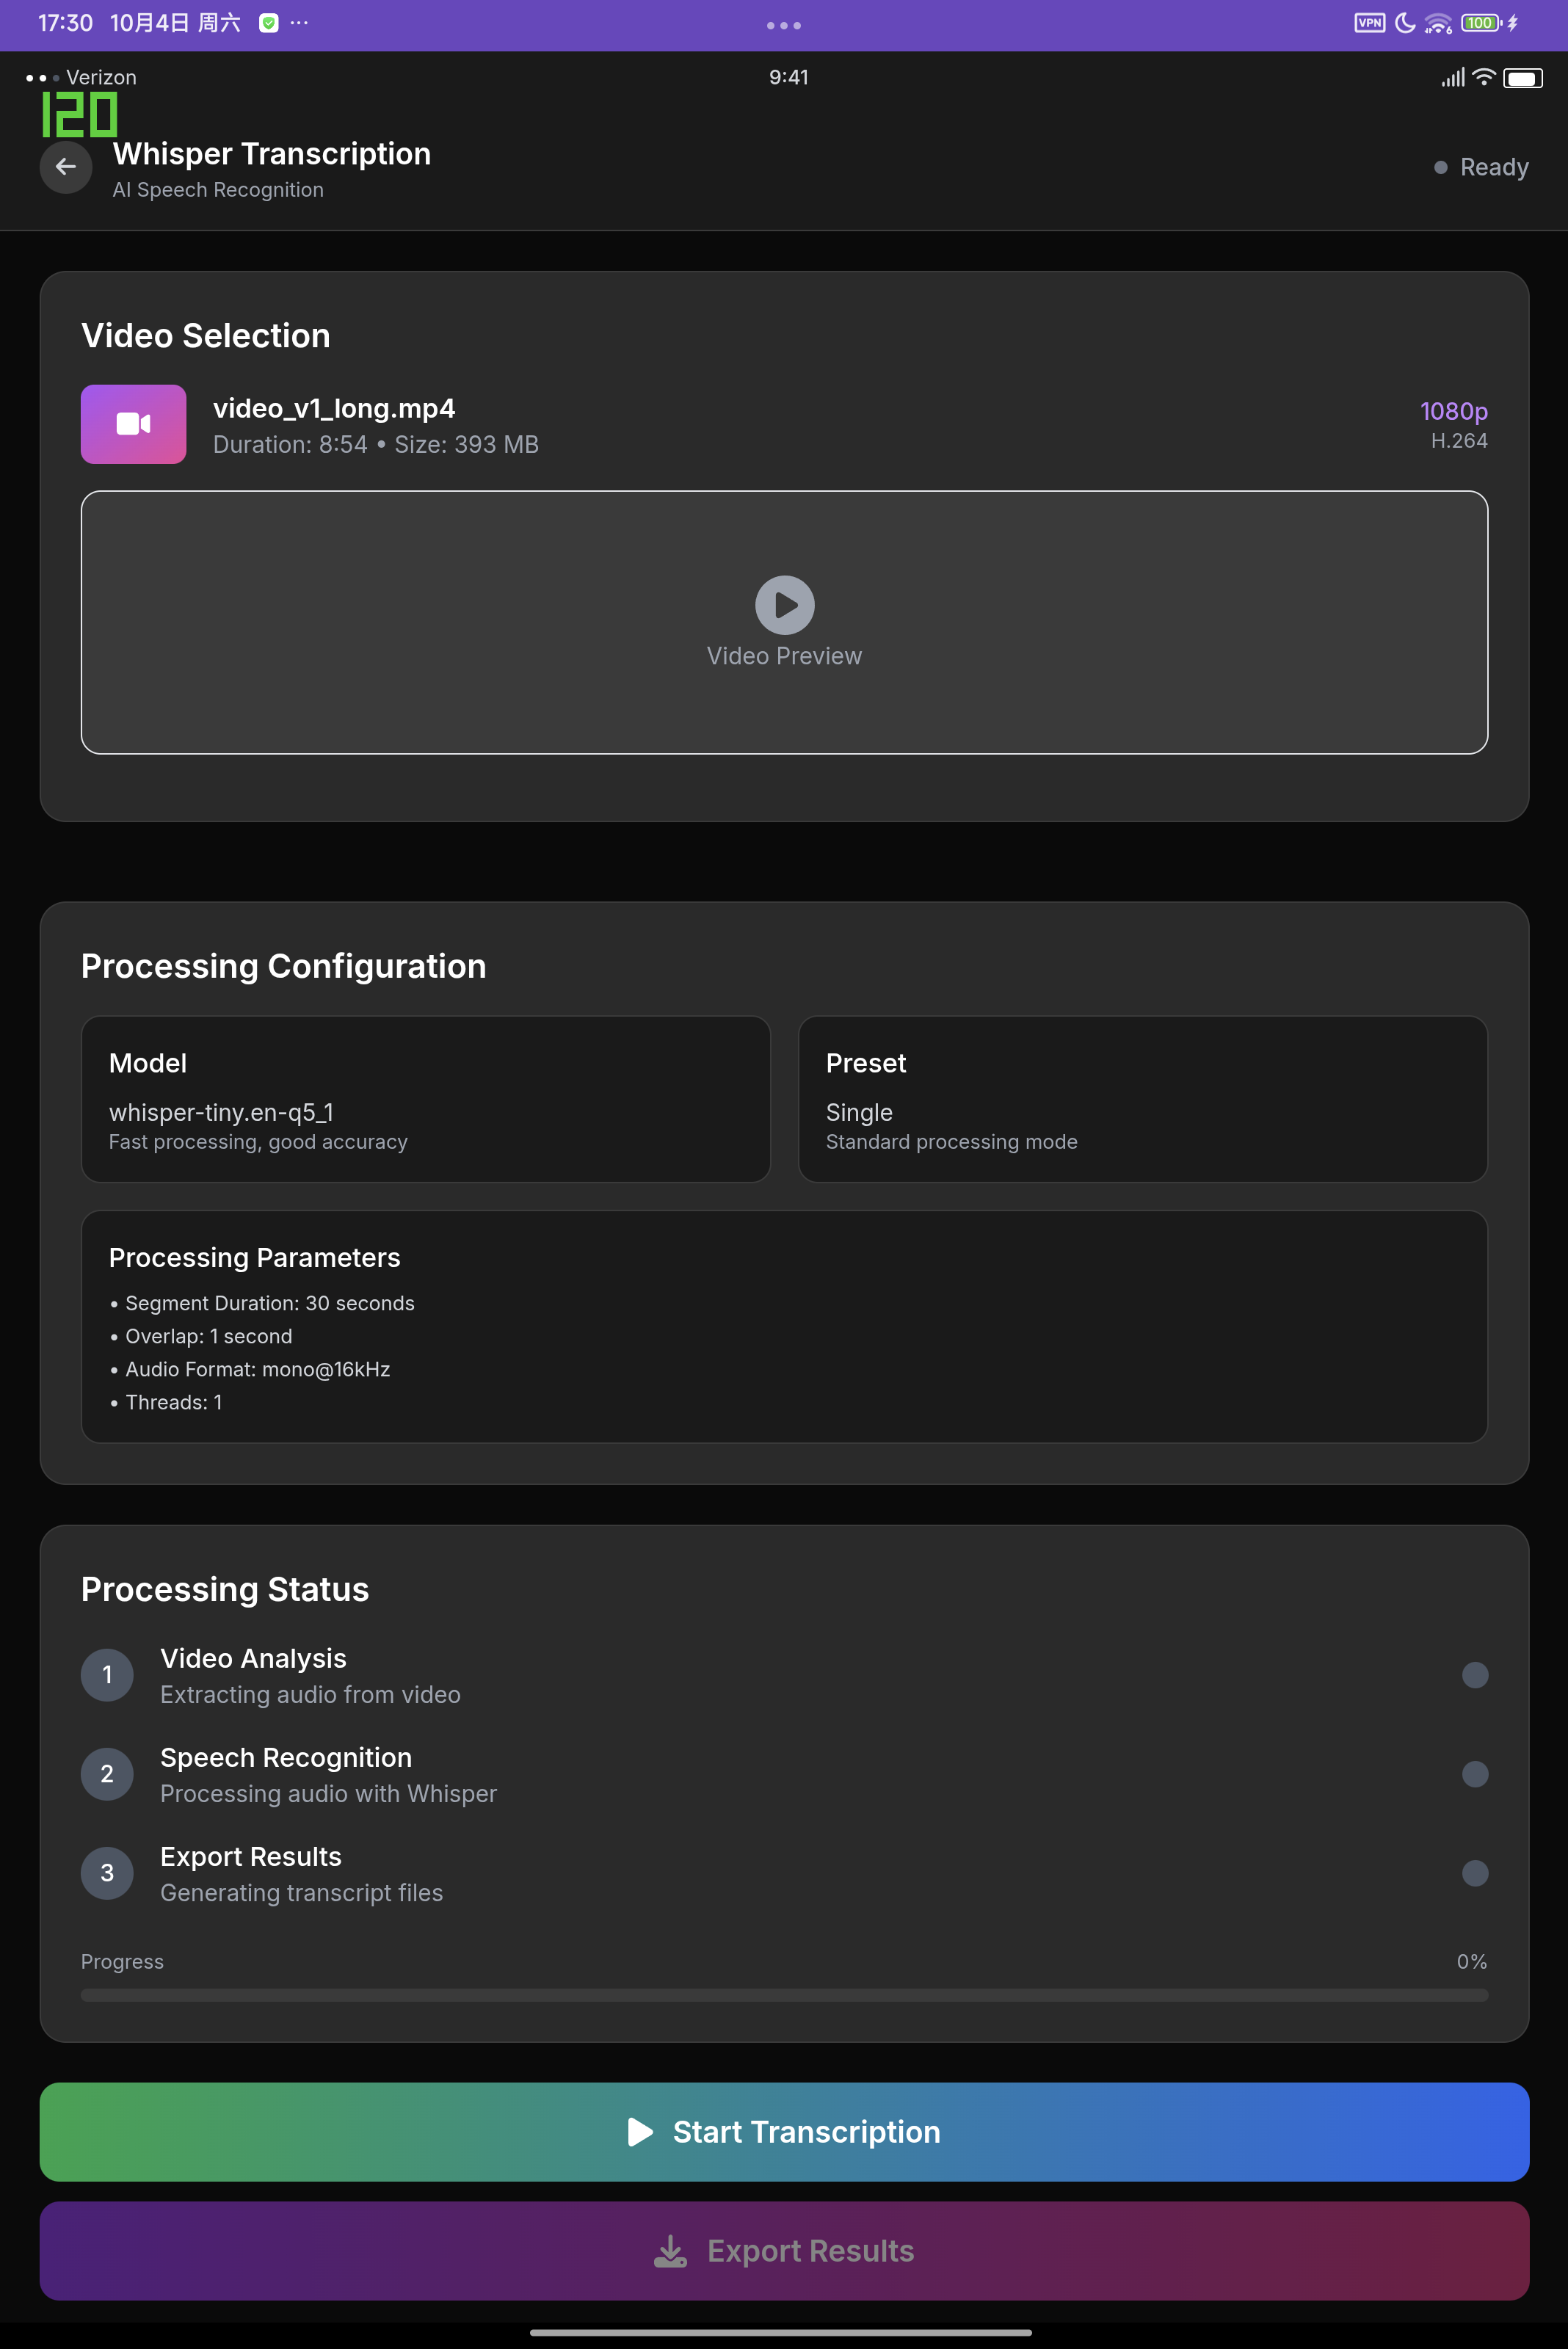 17:30 10月4日 周六 ···
VPN 6 100
Verizon 9:41
120
Whisper Transcription
AI Speech Recognition
Ready
Video Selection
video_v1_long.mp4
Duration: 8:54 • Size: 393 MB
1080p
H.264
Video Preview
Processing Configuration
Model
whisper-tiny.en-q5_1
Fast processing, good accuracy
Preset
Single
Standard processing mode
Processing Parameters
• Segment Duration: 30 seconds
• Overlap: 1 second
• Audio Format: mono@16kHz
• Threads: 1
Processing Status
1 Video Analysis
Extracting audio from video
2 Speech Recognition
Processing audio with Whisper
3 Export Results
Generating transcript files
Progress 0%
Start Transcription
Export Results